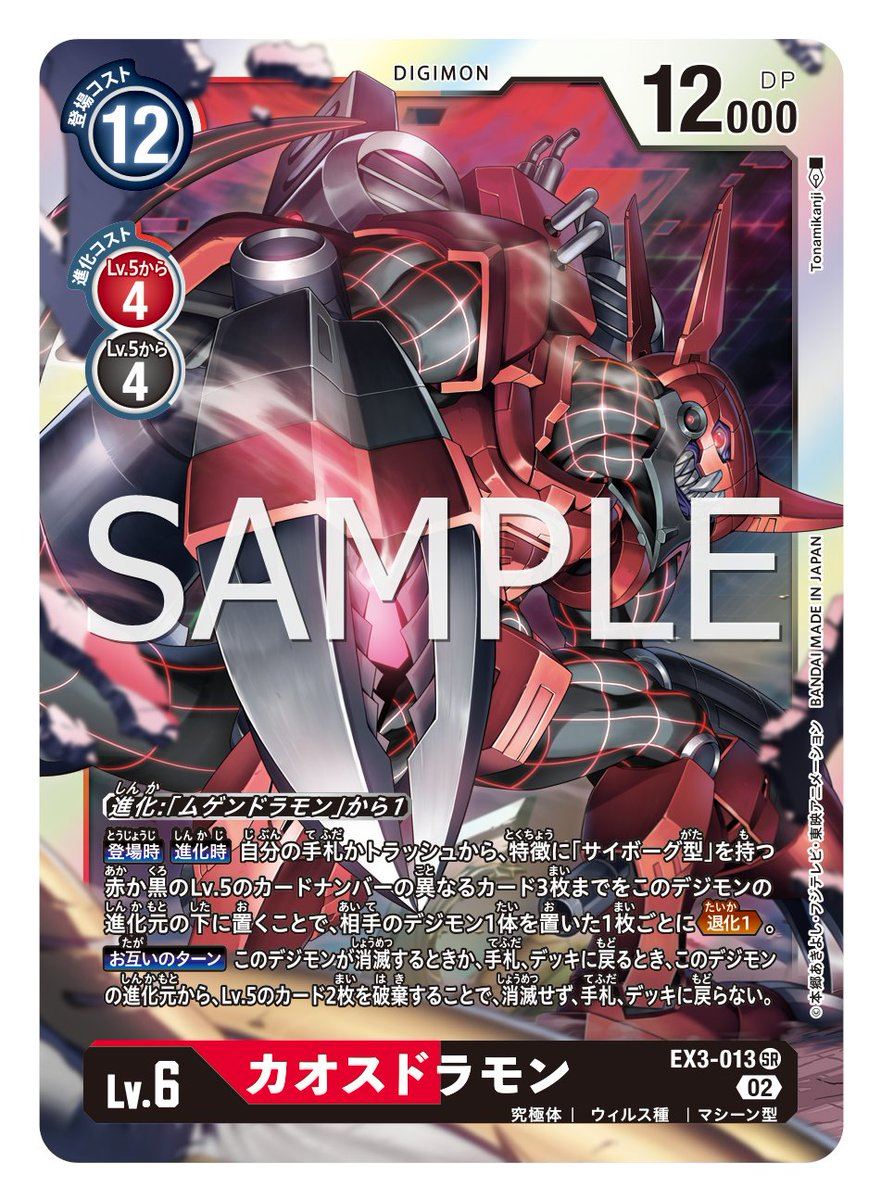 登場コスト
12
DIGIMON
12000
DP
進化コスト
Lv.5から
4
Lv.5から
4
Tonamikanji
SAMPLE
©本郷あきよし・フジテレビ・東映アニメーション BANDAI MADE IN JAPAN
進化:「ムゲンドラモン」から1
登場時 進化時 自分の手札かトラッシュから、特徴に「サイボーグ型」を持つ
赤か黒のLv.5のカードナンバーの異なるカード3枚までをこのデジモンの
進化元の下に置くことで、相手のデジモン1体を置いた1枚ごとに 退化1 。
お互いのターン このデジモンが消滅するときか、手札、デッキに戻るとき、このデジモン
の進化元から、Lv.5のカード2枚を破棄することで、消滅せず、手札、デッキに戻らない。
Lv.6
カオスドラモン
EX3-013 SR
02
究極体 | ウィルス種 | マシーン型